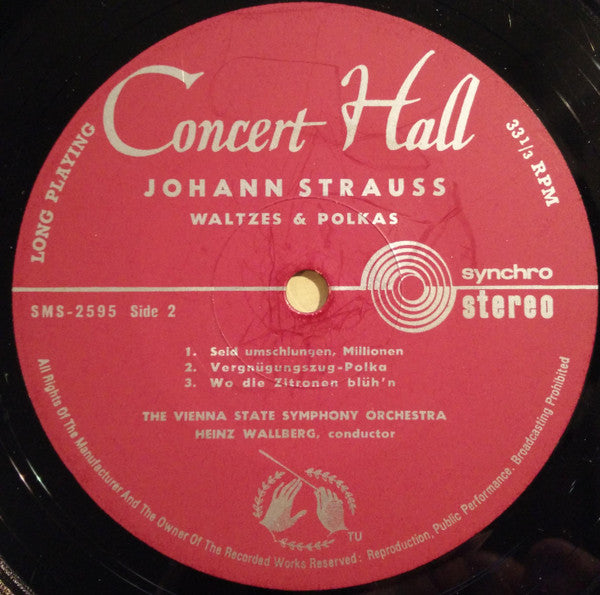 Concert Hall
LONG PLAYING
33 1/3 RPM
JOHANN STRAUSS
WALTZES & POLKAS
synchro
stereo
SMS-2595 Side 2
1. Seid umschlungen, Millionen
2. Vergnügungszug-Polka
3. Wo die Zitronen blüh'n
THE VIENNA STATE SYMPHONY ORCHESTRA
HEINZ WALLBERG, conductor
TU
All Rights Of The Manufacturer And The Owner Of The Recorded Works Reserved: Reproduction, Public Performance, Broadcasting Prohibited